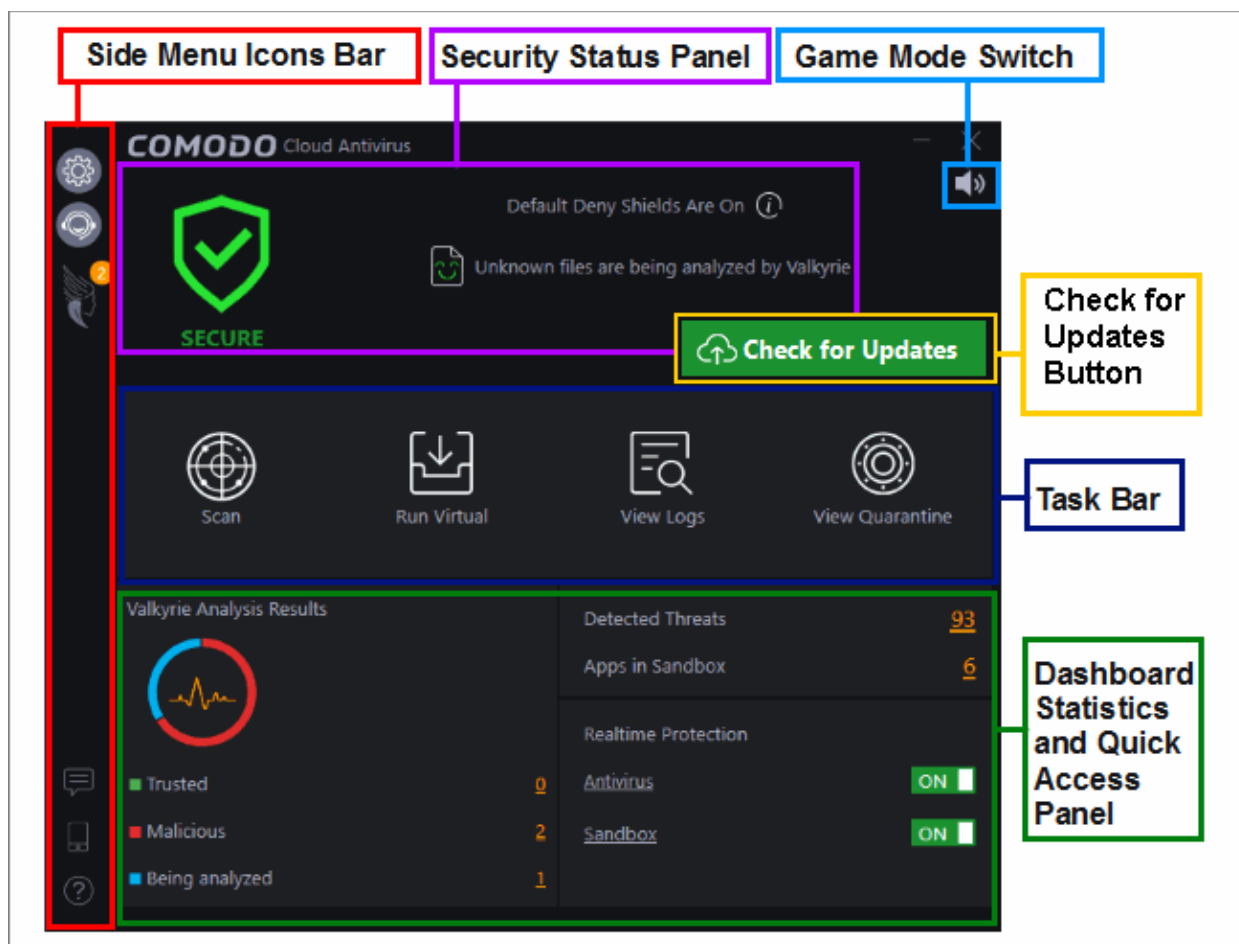 Side Menu Icons Bar
Security Status Panel
Game Mode Switch
COMODO Cloud Antivirus
Default Deny Shields Are On i
2
Unknown files are being analyzed by Valkyrie
SECURE
Check for Updates
Check for
Updates
Button
Scan
Run Virtual
View Logs
View Quarantine
Task Bar
Valkyrie Analysis Results
Trusted 0
Malicious 2
Being analyzed 1
Detected Threats 93
Apps in Sandbox 6
Realtime Protection
Antivirus ON
Sandbox ON
?
Dashboard
Statistics
and Quick
Access
Panel